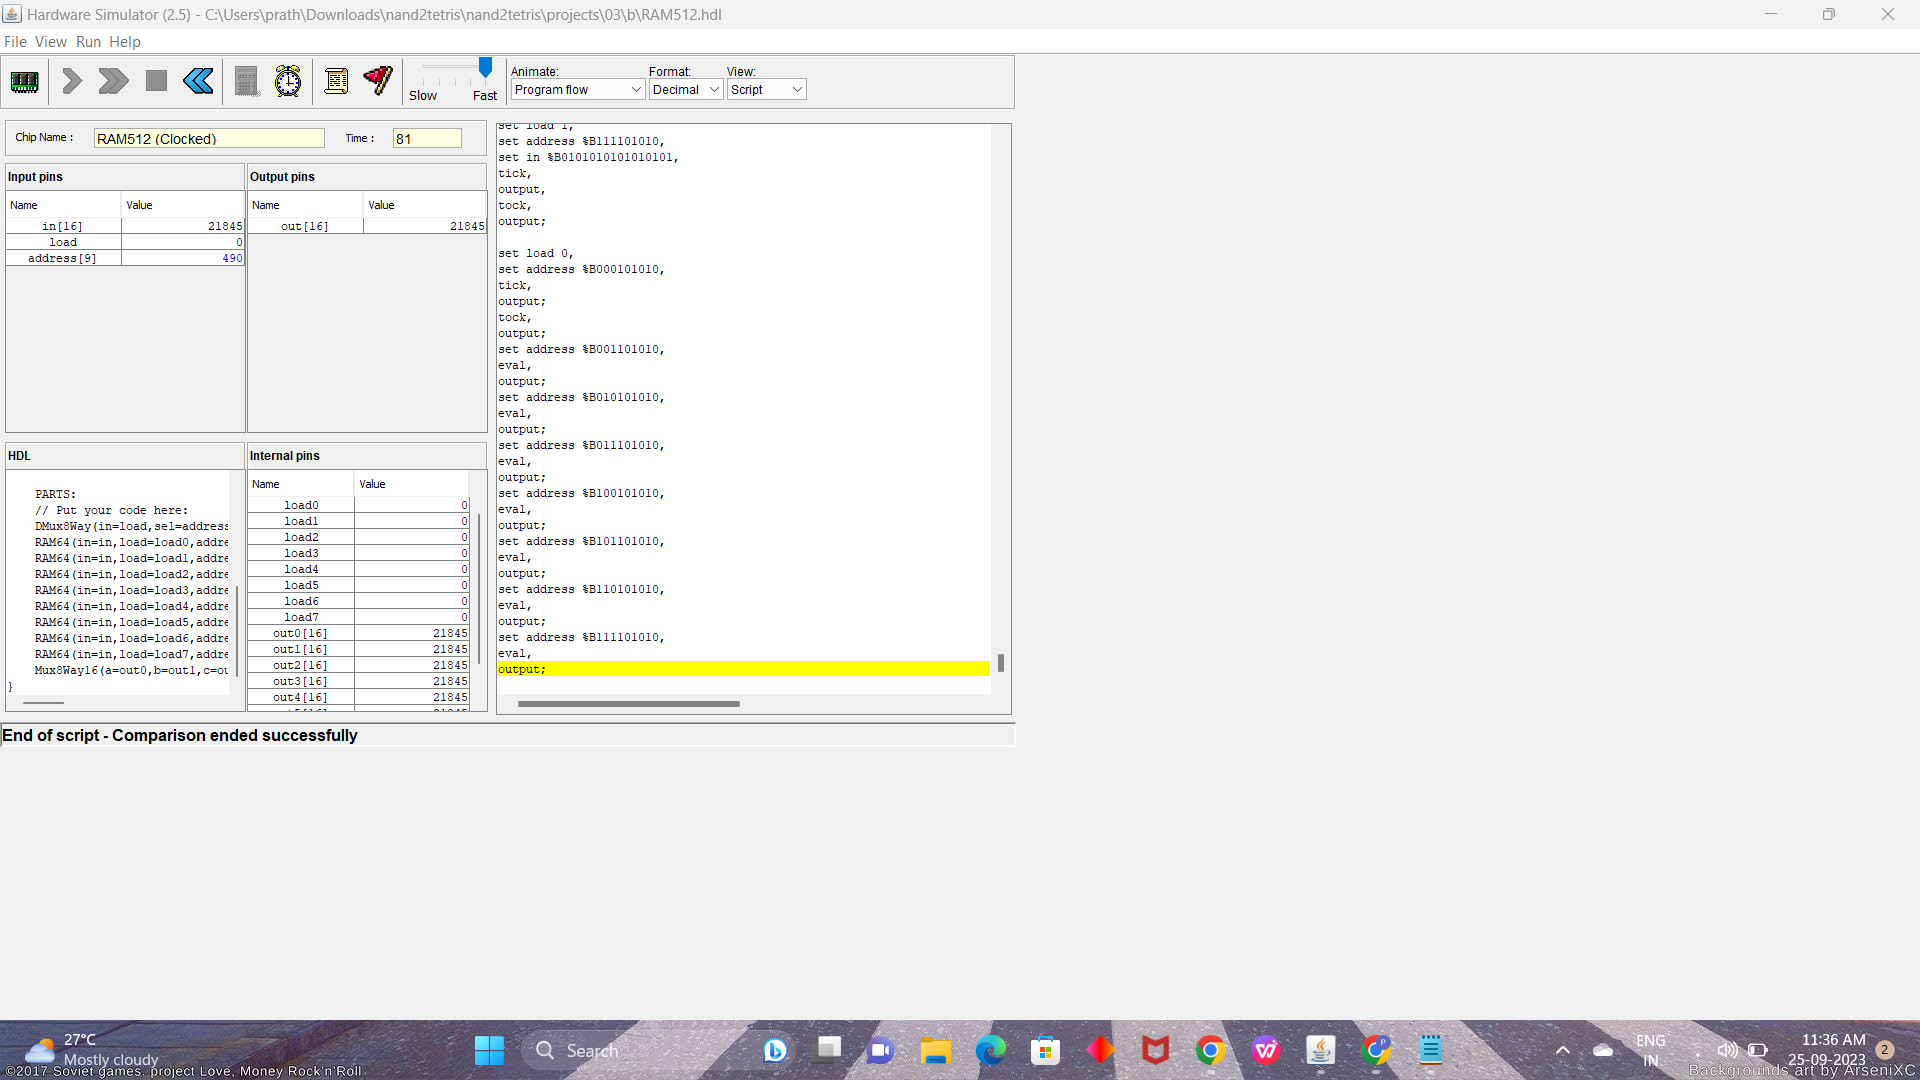 Hardware Simulator (2.5) - C:\Users\prath\Downloads\nand2tetris\nand2tetris\projects\03\b\RAM512.hdl
File View Run Help
Slow Fast
Animate: Format: View:
Program flow Decimal Script
Chip Name : RAM512 (Clocked) Time : 81
Input pins
Name Value
in[16] 21845
load 0
address[9] 490
Output pins
Name Value
out[16] 21845
HDL
PARTS:
// Put your code here:
DMux8Way(in=load,sel=address
RAM64(in=in,load=load0,addre
RAM64(in=in,load=load1,addre
RAM64(in=in,load=load2,addre
RAM64(in=in,load=load3,addre
RAM64(in=in,load=load4,addre
RAM64(in=in,load=load5,addre
RAM64(in=in,load=load6,addre
RAM64(in=in,load=load7,addre
Mux8Way16(a=out0,b=out1,c=ou
}
Internal pins
Name Value
load0 0
load1 0
load2 0
load3 0
load4 0
load5 0
load6 0
load7 0
out0[16] 21845
out1[16] 21845
out2[16] 21845
out3[16] 21845
out4[16] 21845
set load 1,
set address %B111101010,
set in %B0101010101010101,
tick,
output,
tock,
output;
set load 0,
set address %B000101010,
tick,
output;
tock,
output;
set address %B001101010,
eval,
output;
set address %B010101010,
eval,
output;
set address %B011101010,
eval,
output;
set address %B100101010,
eval,
output;
set address %B101101010,
eval,
output;
set address %B110101010,
eval,
output;
set address %B111101010,
eval,
output;
End of script - Comparison ended successfully
27°C
Mostly cloudy
©2017 Soviet games, project Love, Money Rock'n'Roll
Search
ENG
IN
11:36 AM
25-09-2023
2
Backgrounds art by ArseniXC